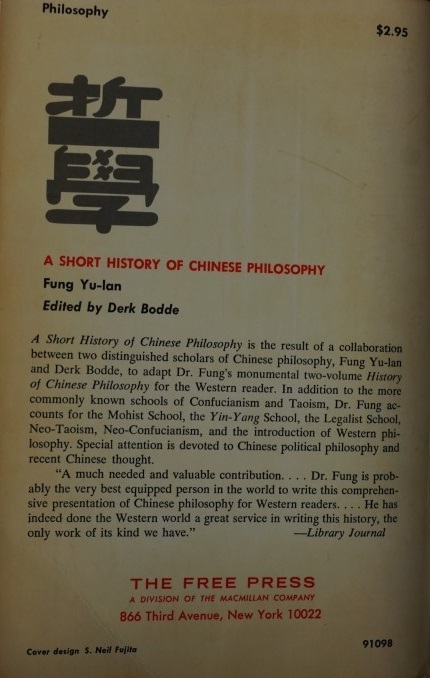 Philosophy
$2.95
哲
學
A SHORT HISTORY OF CHINESE PHILOSOPHY
Fung Yu-lan
Edited by Derk Bodde
A Short History of Chinese Philosophy is the result of a collaboration
between two distinguished scholars of Chinese philosophy, Fung Yu-lan
and Derk Bodde, to adapt Dr. Fung's monumental two-volume History
of Chinese Philosophy for the Western reader. In addition to the more
commonly known schools of Confucianism and Taoism, Dr. Fung ac-
counts for the Mohist School, the Yin-Yang School, the Legalist School,
Neo-Taoism, Neo-Confucianism, and the introduction of Western phi-
losophy. Special attention is devoted to Chinese political philosophy and
recent Chinese thought.
"A much needed and valuable contribution. . . . Dr. Fung is prob-
ably the very best equipped person in the world to write this comprehen-
sive presentation of Chinese philosophy for Western readers. . . . He has
indeed done the Western world a great service in writing this history, the
only work of its kind we have." —Library Journal
THE FREE PRESS
A DIVISION OF THE MACMILLAN COMPANY
866 Third Avenue, New York 10022
Cover design S. Neil Fujita
91098